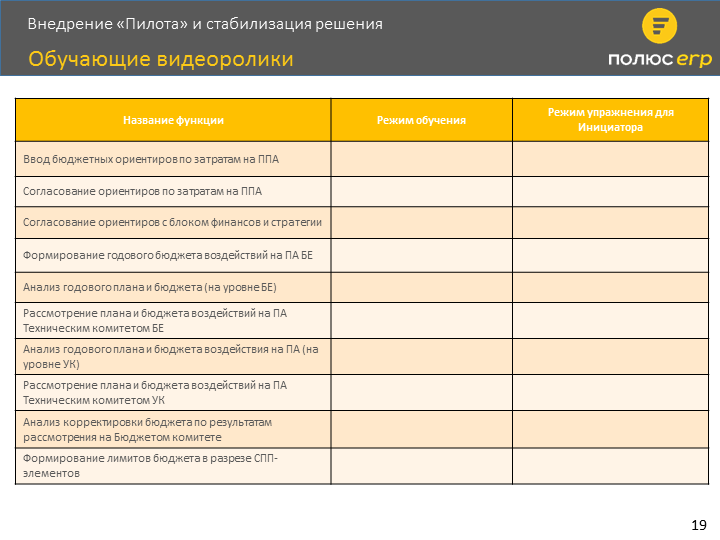 Внедрение «Пилота» и стабилизация решения
Обучающие видеоролики
ПОЛЮС erp
Название функции
Режим обучения
Режим упражнения для
Инициатора
Ввод бюджетных ориентиров по затратам на ППА
Согласование ориентиров по затратам на ППА
Согласование ориентиров с блоком финансов и стратегии
Формирование годового бюджета воздействий на ПА БЕ
Анализ годового плана и бюджета (на уровне БЕ)
Рассмотрение плана и бюджета воздействий на ПА
Техническим комитетом БЕ
Анализ годового плана и бюджета воздействия на ПА (на
уровне УК)
Рассмотрение плана и бюджета воздействий на ПА
Техническим комитетом УК
Анализ корректировки бюджета по результатам
рассмотрения на Бюджетом комитете
Формирование лимитов бюджета в разрезе СПП-
элементов
19